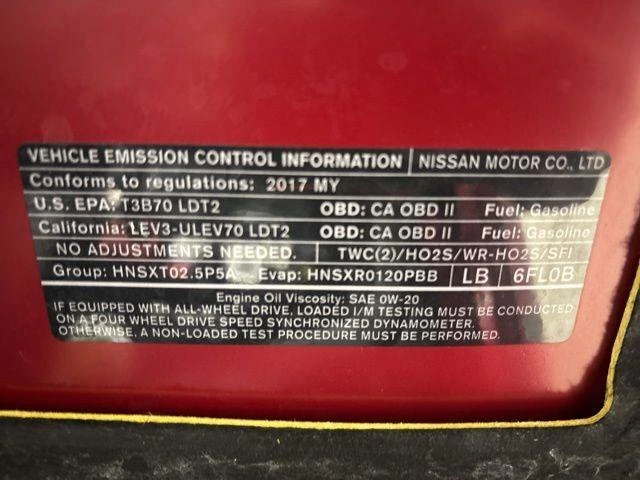 VEHICLE EMISSION CONTROL INFORMATION NISSAN MOTOR CO., LTD
Conforms to regulations: 2017 MY
U.S. EPA: T3B70 LDT2 OBD: CA OBD II Fuel: Gasoline
California: LEV3-ULEV70 LDT2 OBD: CA OBD II Fuel: Gasoline
NO ADJUSTMENTS NEEDED. TWC(2)/HO2S/WR-HO2S/SFI
Group: HNSXT02.5P5A Evap: HNSXR0120PBB LB 6FL0B
Engine Oil Viscosity: SAE 0W-20
IF EQUIPPED WITH ALL-WHEEL DRIVE, LOADED I/M TESTING MUST BE CONDUCTED
ON A FOUR WHEEL DRIVE SPEED SYNCHRONIZED DYNAMOMETER.
OTHERWISE, A NON-LOADED TEST PROCEDURE MUST BE PERFORMED.